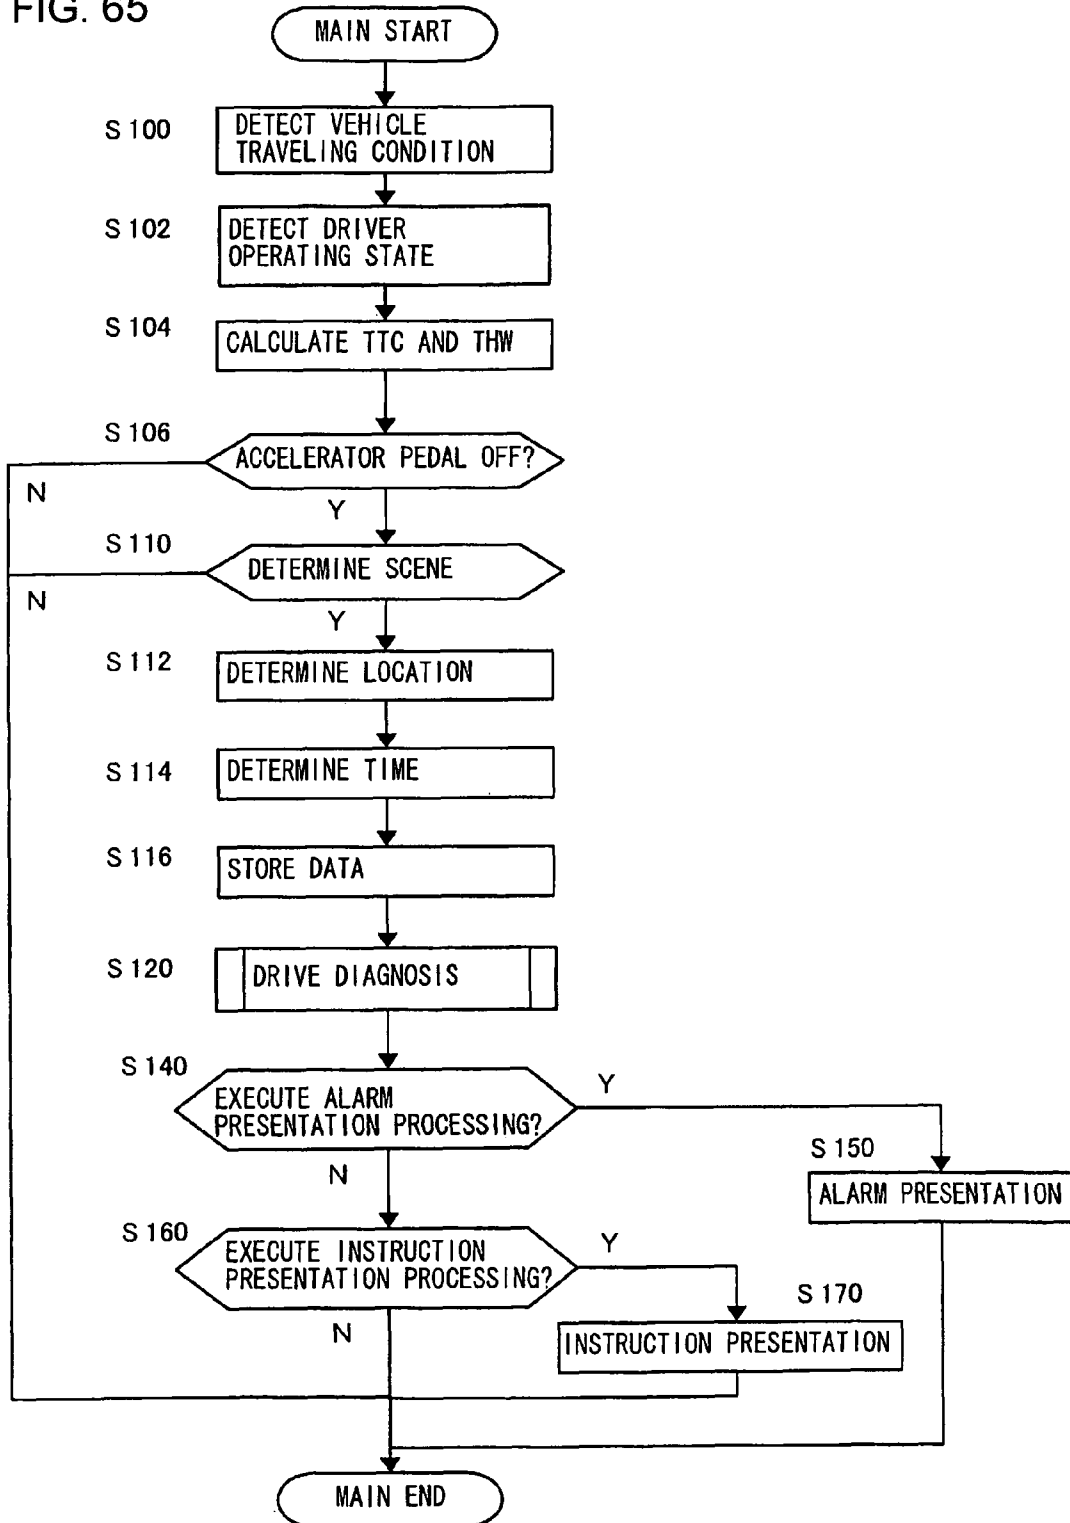 FIG. 65
MAIN START
S100
DETECT VEHICLE
TRAVELING CONDITION
S102
DETECT DRIVER
OPERATING STATE
S104
CALCULATE TTC AND THW
S106
ACCELERATOR PEDAL OFF?
N
Y
S110
DETERMINE SCENE
N
Y
S112
DETERMINE LOCATION
S114
DETERMINE TIME
S116
STORE DATA
S120
DRIVE DIAGNOSIS
S140
EXECUTE ALARM
PRESENTATION PROCESSING?
Y
N
S150
ALARM PRESENTATION
S160
EXECUTE INSTRUCTION
PRESENTATION PROCESSING?
Y
N
S170
INSTRUCTION PRESENTATION
MAIN END